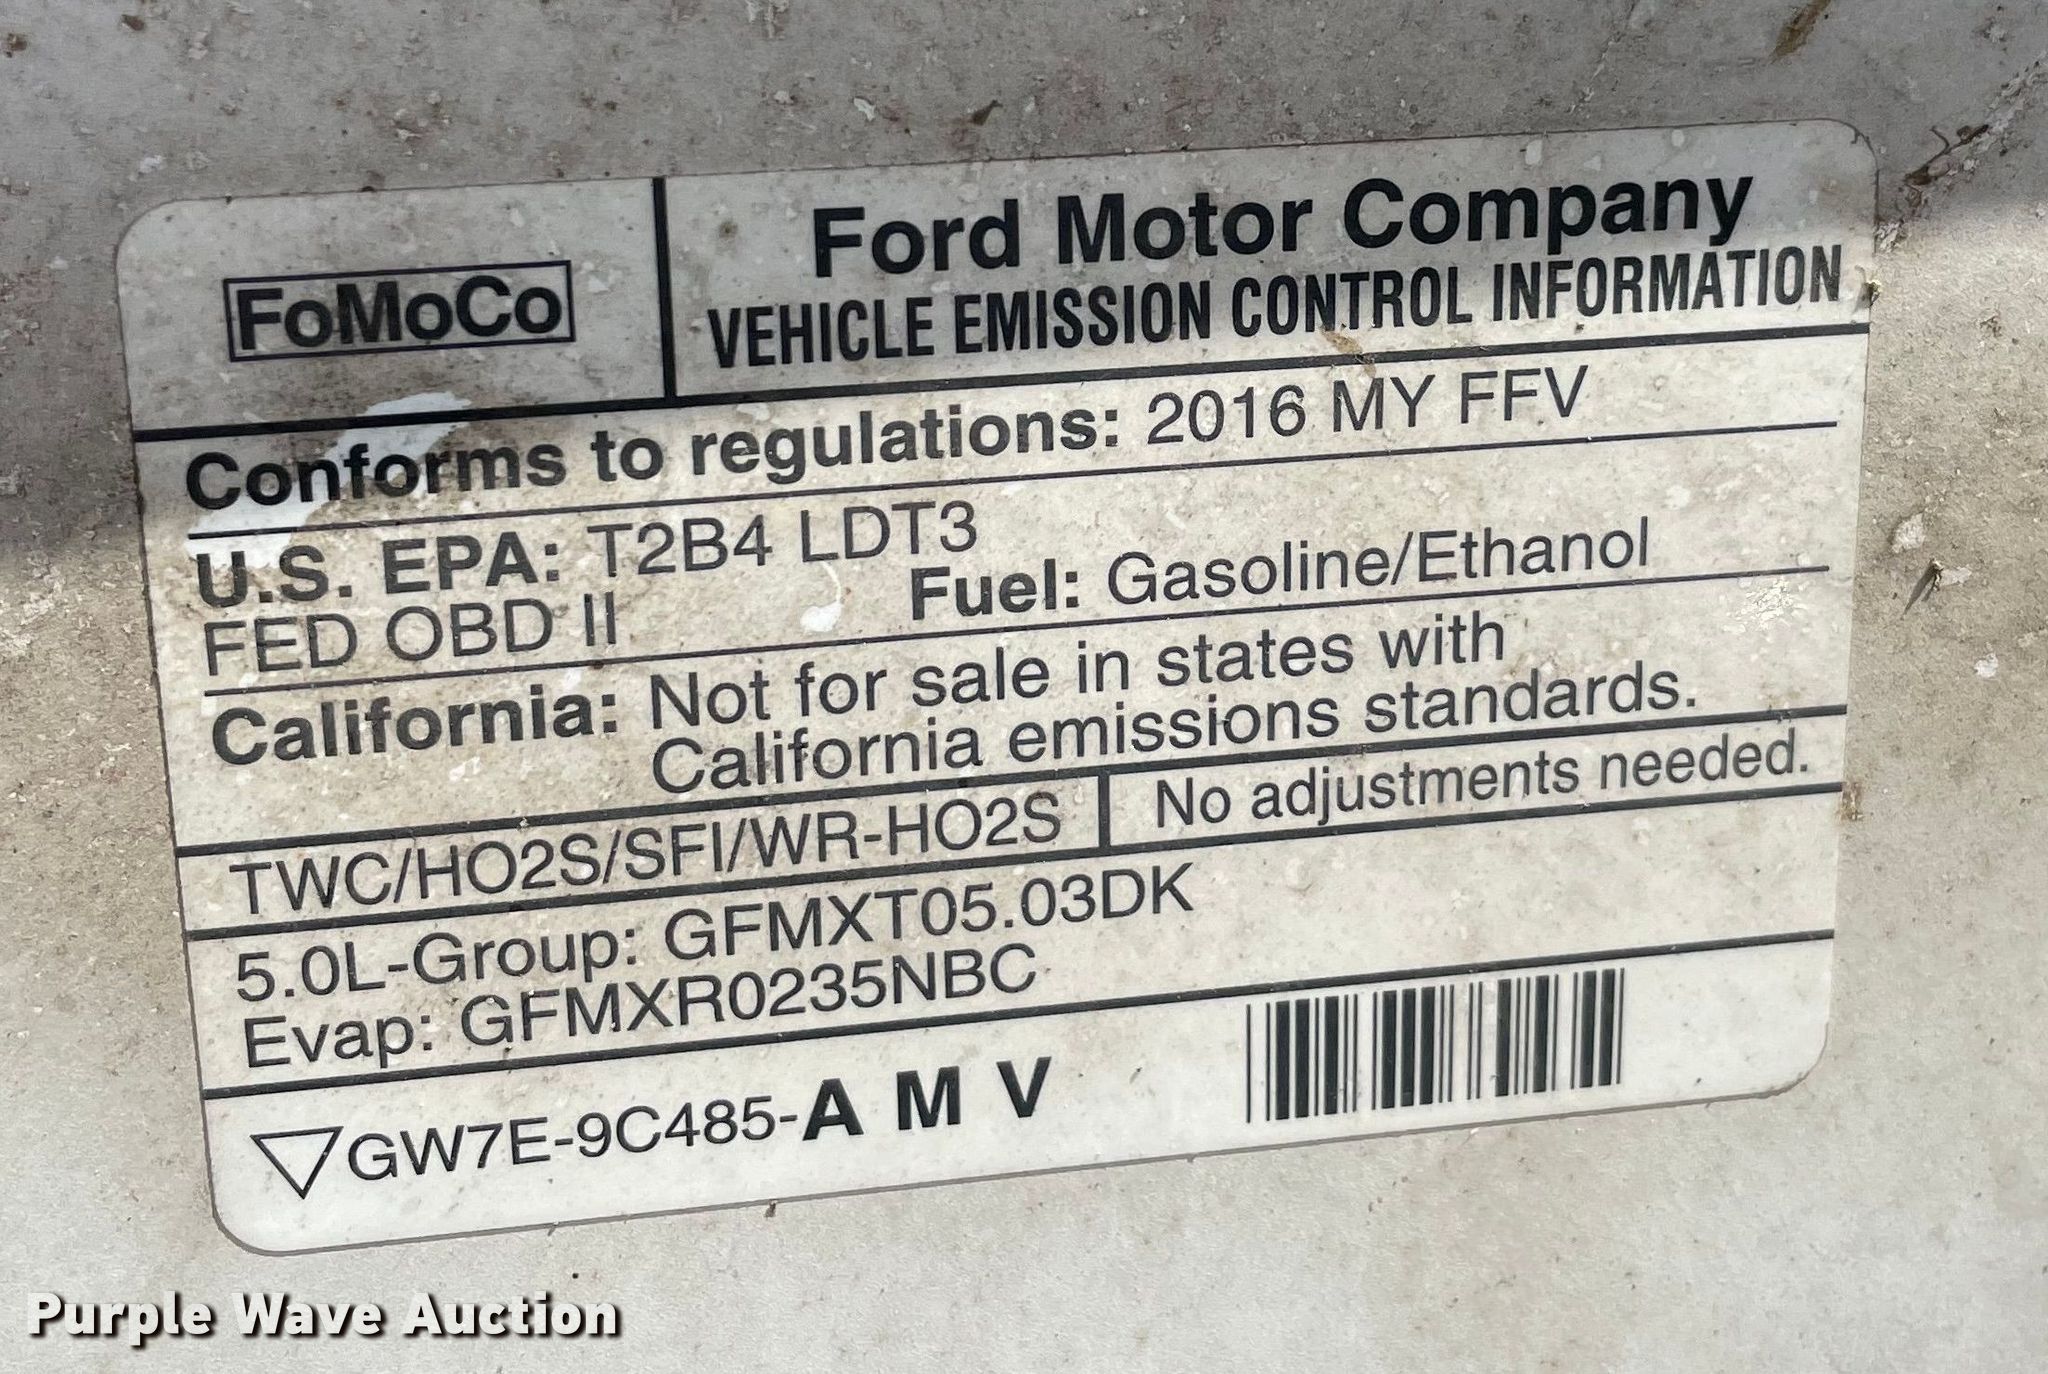 FoMoCo
Ford Motor Company
VEHICLE EMISSION CONTROL INFORMATION
Conforms to regulations: 2016 MY FFV
U.S. EPA: T2B4 LDT3
FED OBD II
Fuel: Gasoline/Ethanol
California: Not for sale in states with
California emissions standards.
TWC/HO2S/SFI/WR-HO2S
No adjustments needed.
5.0L-Group: GFMXT05.03DK
Evap: GFMXR0235NBC
GW7E-9C485-A M V
Purple Wave Auction